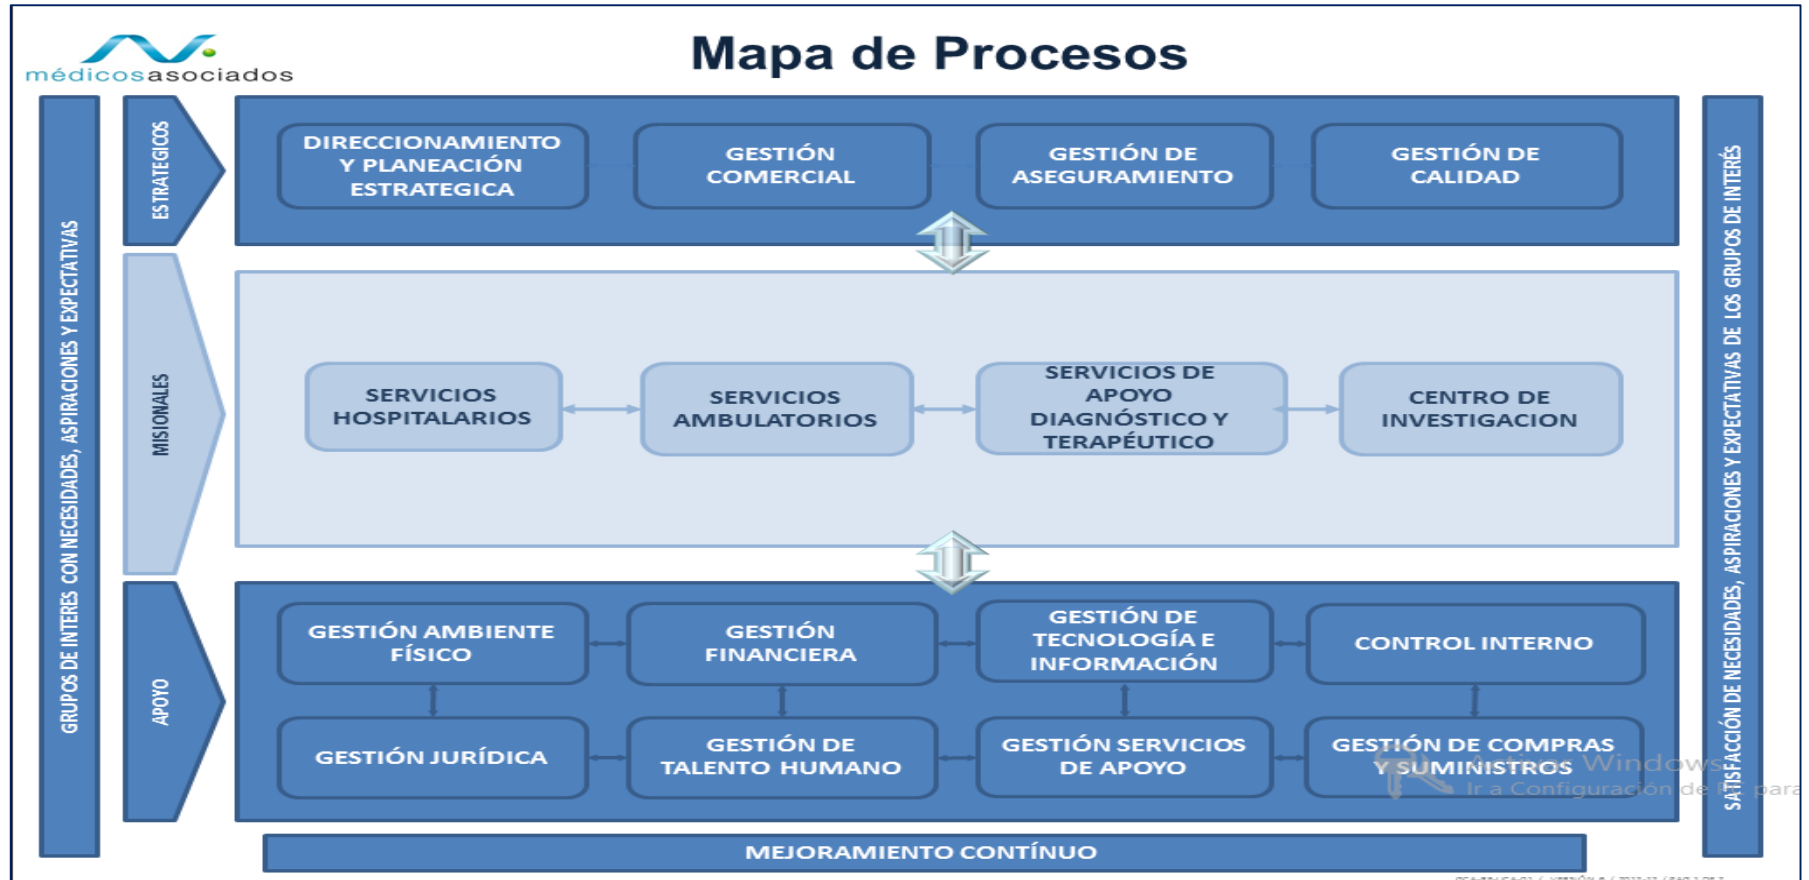 médicosasociados
Mapa de Procesos
GRUPOS DE INTERES CON NECESIDADES, ASPIRACIONES Y EXPECTATIVAS
ESTRATEGICOS
DIRECCIONAMIENTO
Y PLANEACIÓN
ESTRATEGICA
GESTIÓN
COMERCIAL
GESTIÓN DE
ASEGURAMIENTO
GESTIÓN DE
CALIDAD
MISIONALES
SERVICIOS
HOSPITALARIOS
SERVICIOS
AMBULATORIOS
SERVICIOS DE
APOYO
DIAGNÓSTICO Y
TERAPÉUTICO
CENTRO DE
INVESTIGACION
APOYO
GESTIÓN AMBIENTE
FÍSICO
GESTIÓN
FINANCIERA
GESTIÓN DE
TECNOLOGÍA E
INFORMACIÓN
CONTROL INTERNO
GESTIÓN JURÍDICA
GESTIÓN DE
TALENTO HUMANO
GESTIÓN SERVICIOS
DE APOYO
GESTIÓN DE COMPRAS
Y SUMINISTROS
SATISFACCIÓN DE NECESIDADES, ASPIRACIONES Y EXPECTATIVAS DE LOS GRUPOS DE INTERÉS
Activar Windows
Ir a Configuración de PC para
MEJORAMIENTO CONTÍNUO